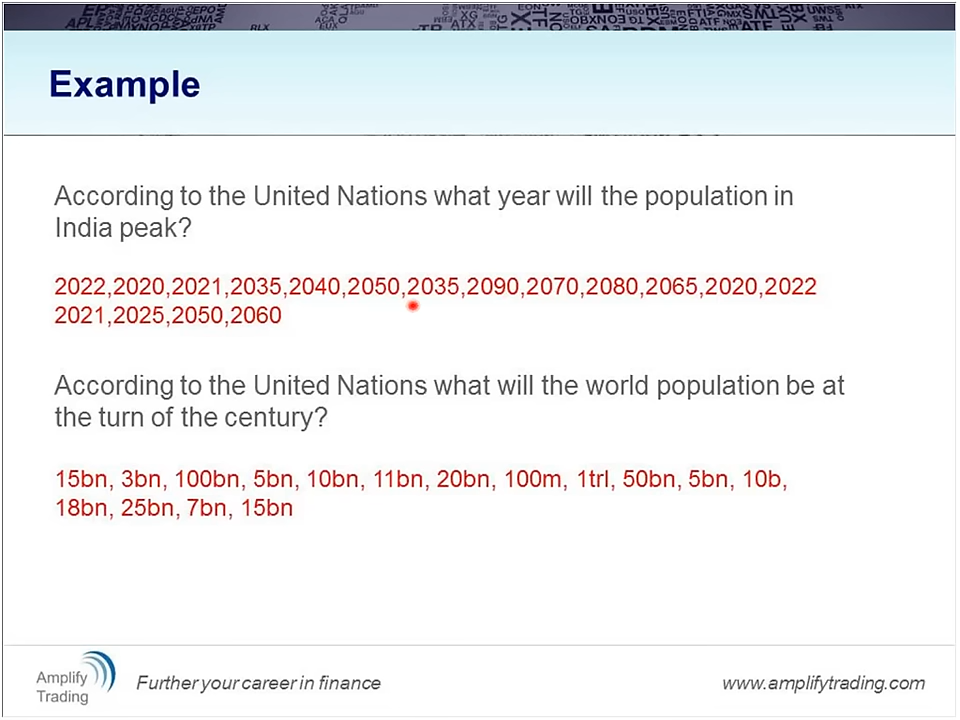 Example
According to the United Nations what year will the population in
India peak?
2022,2020,2021,2035,2040,2050,2035,2090,2070,2080,2065,2020,2022
2021,2025,2050,2060
According to the United Nations what will the world population be at
the turn of the century?
15bn, 3bn, 100bn, 5bn, 10bn, 11bn, 20bn, 100m, 1trl, 50bn, 5bn, 10b,
18bn, 25bn, 7bn, 15bn
Amplify
Trading
Further your career in finance
www.amplifytrading.com